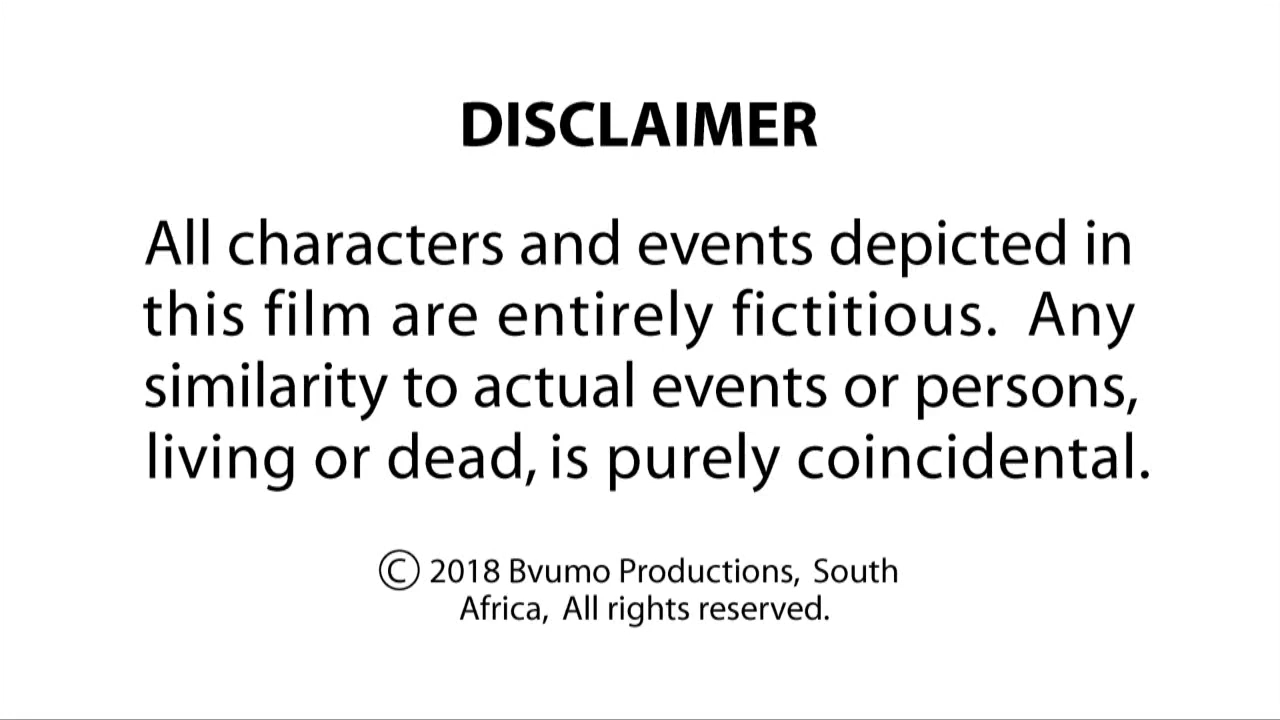 DISCLAIMER
All characters and events depicted in
this film are entirely fictitious.  Any
similarity to actual events or persons,
living or dead, is purely coincidental.
© 2018 Bvumo Productions,  South
Africa,  All rights reserved.